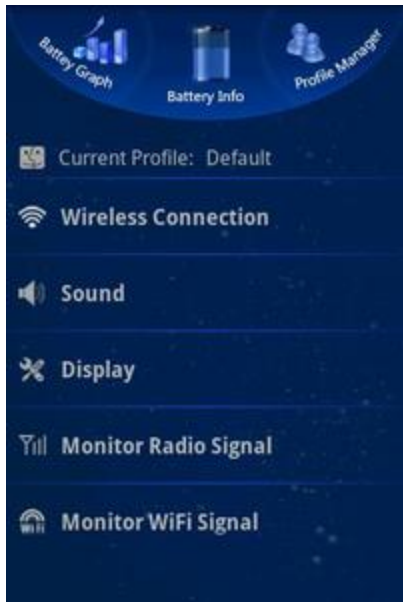 Battey Graph
Battery Info
Profile Manager
Current Profile: Default
Wireless Connection
Sound
Display
Monitor Radio Signal
Monitor WiFi Signal